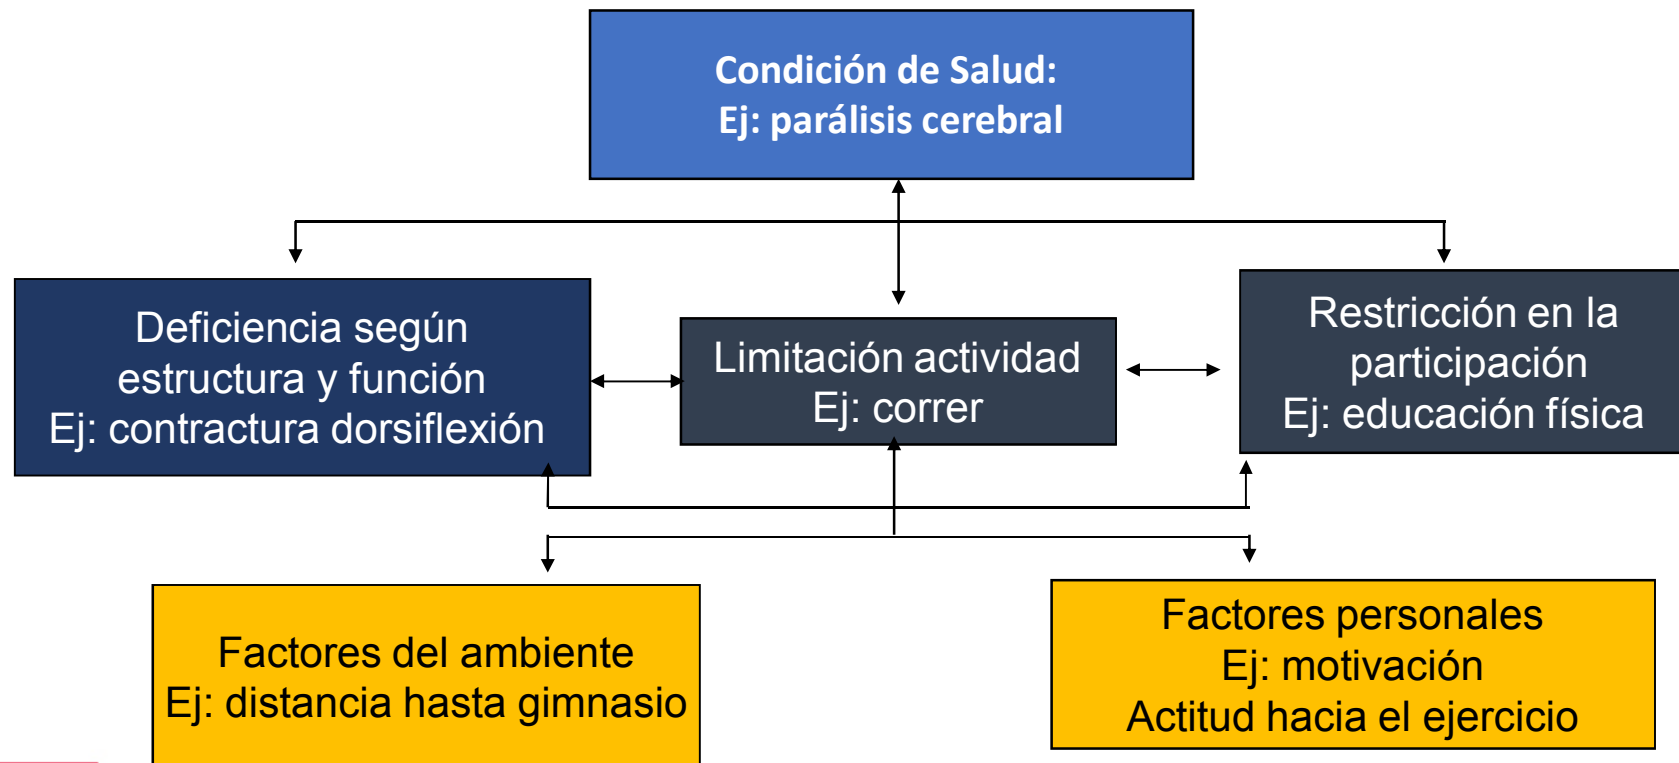 Condición de Salud:
Ej: parálisis cerebral
Deficiencia según
estructura y función
Ej: contractura dorsiflexión
Limitación actividad
Ej: correr
Restricción en la
participación
Ej: educación física
Factores del ambiente
Ej: distancia hasta gimnasio
Factores personales
Ej: motivación
Actitud hacia el ejercicio